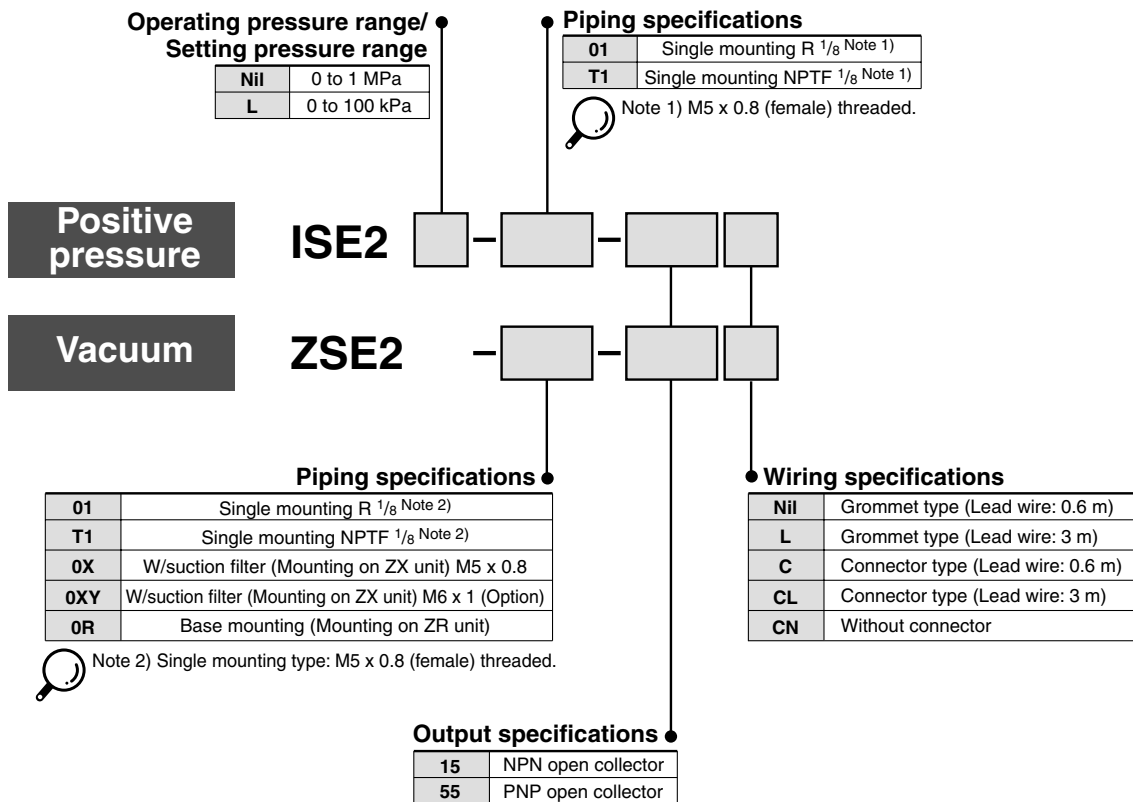 Operating pressure range/
Setting pressure range
Nil 0 to 1 MPa
L 0 to 100 kPa
Piping specifications
01 Single mounting R 1/8 Note 1)
T1 Single mounting NPTF 1/8 Note 1)
Note 1) M5 x 0.8 (female) threaded.
Positive
pressure
ISE2 - -
Vacuum
ZSE2 - -
Piping specifications
01 Single mounting R 1/8 Note 2)
T1 Single mounting NPTF 1/8 Note 2)
0X W/suction filter (Mounting on ZX unit) M5 x 0.8
0XY W/suction filter (Mounting on ZX unit) M6 x 1 (Option)
0R Base mounting (Mounting on ZR unit)
Note 2) Single mounting type: M5 x 0.8 (female) threaded.
Wiring specifications
Nil Grommet type (Lead wire: 0.6 m)
L Grommet type (Lead wire: 3 m)
C Connector type (Lead wire: 0.6 m)
CL Connector type (Lead wire: 3 m)
CN Without connector
Output specifications
15 NPN open collector
55 PNP open collector